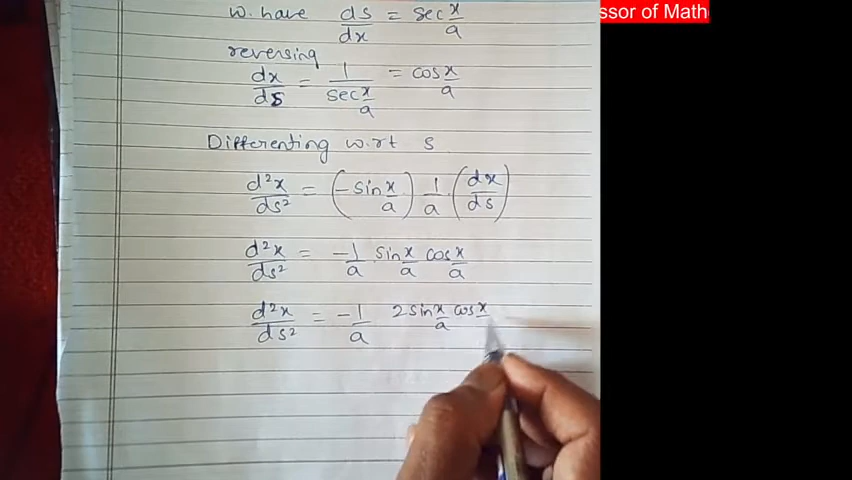 w. have ds/dx = sec x/a
ssor of Math
reversing
dx/ds = 1/sec x/a = cos x/a
Differenting w.rt s
d²x/ds² = (-sin x/a) 1/a (dx/ds)
d²x/ds² = -1/a sin x/a cos x/a
d²x/ds² = -1/a 2 sin x/a cos x